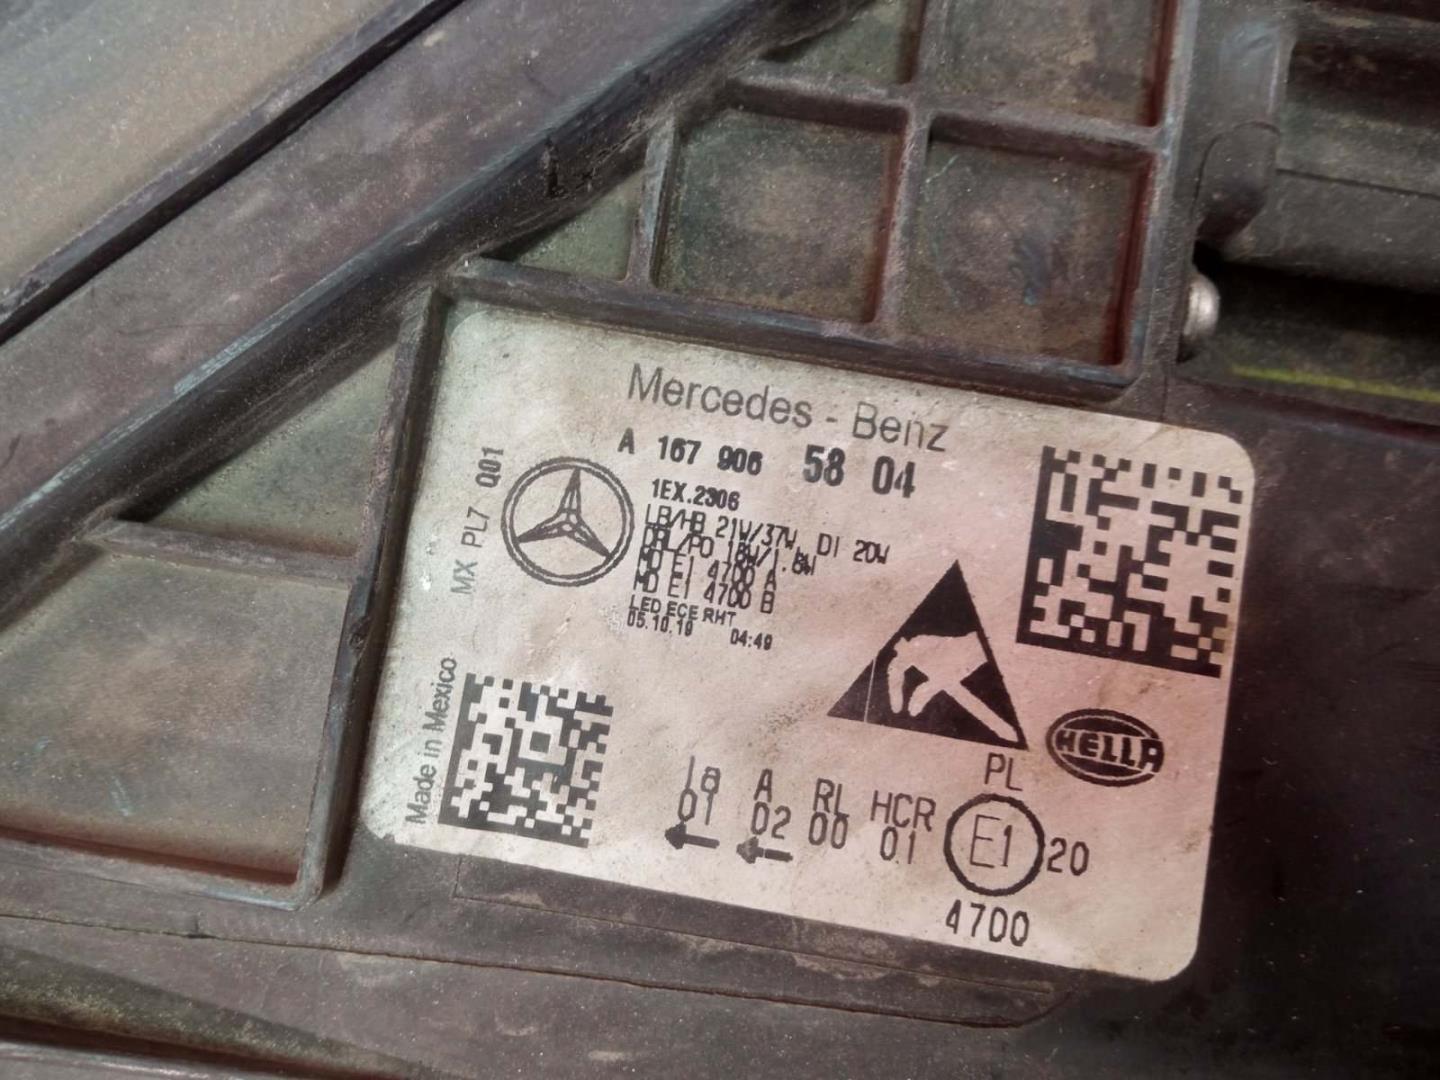 Mercedes - Benz
A 167 906 58 04
1EX.2306
LB/HB 21W/37W, DI 20W
DRL/PO 18W/1.8W
HD E1 4700 A
HD E1 4700 B
LED ECE RHT
05.10.19 04:49
MX PL7 Q01
Made in Mexico
HELLA
PL
1a A RL HCR
01 02 00 01
E1 20
4700